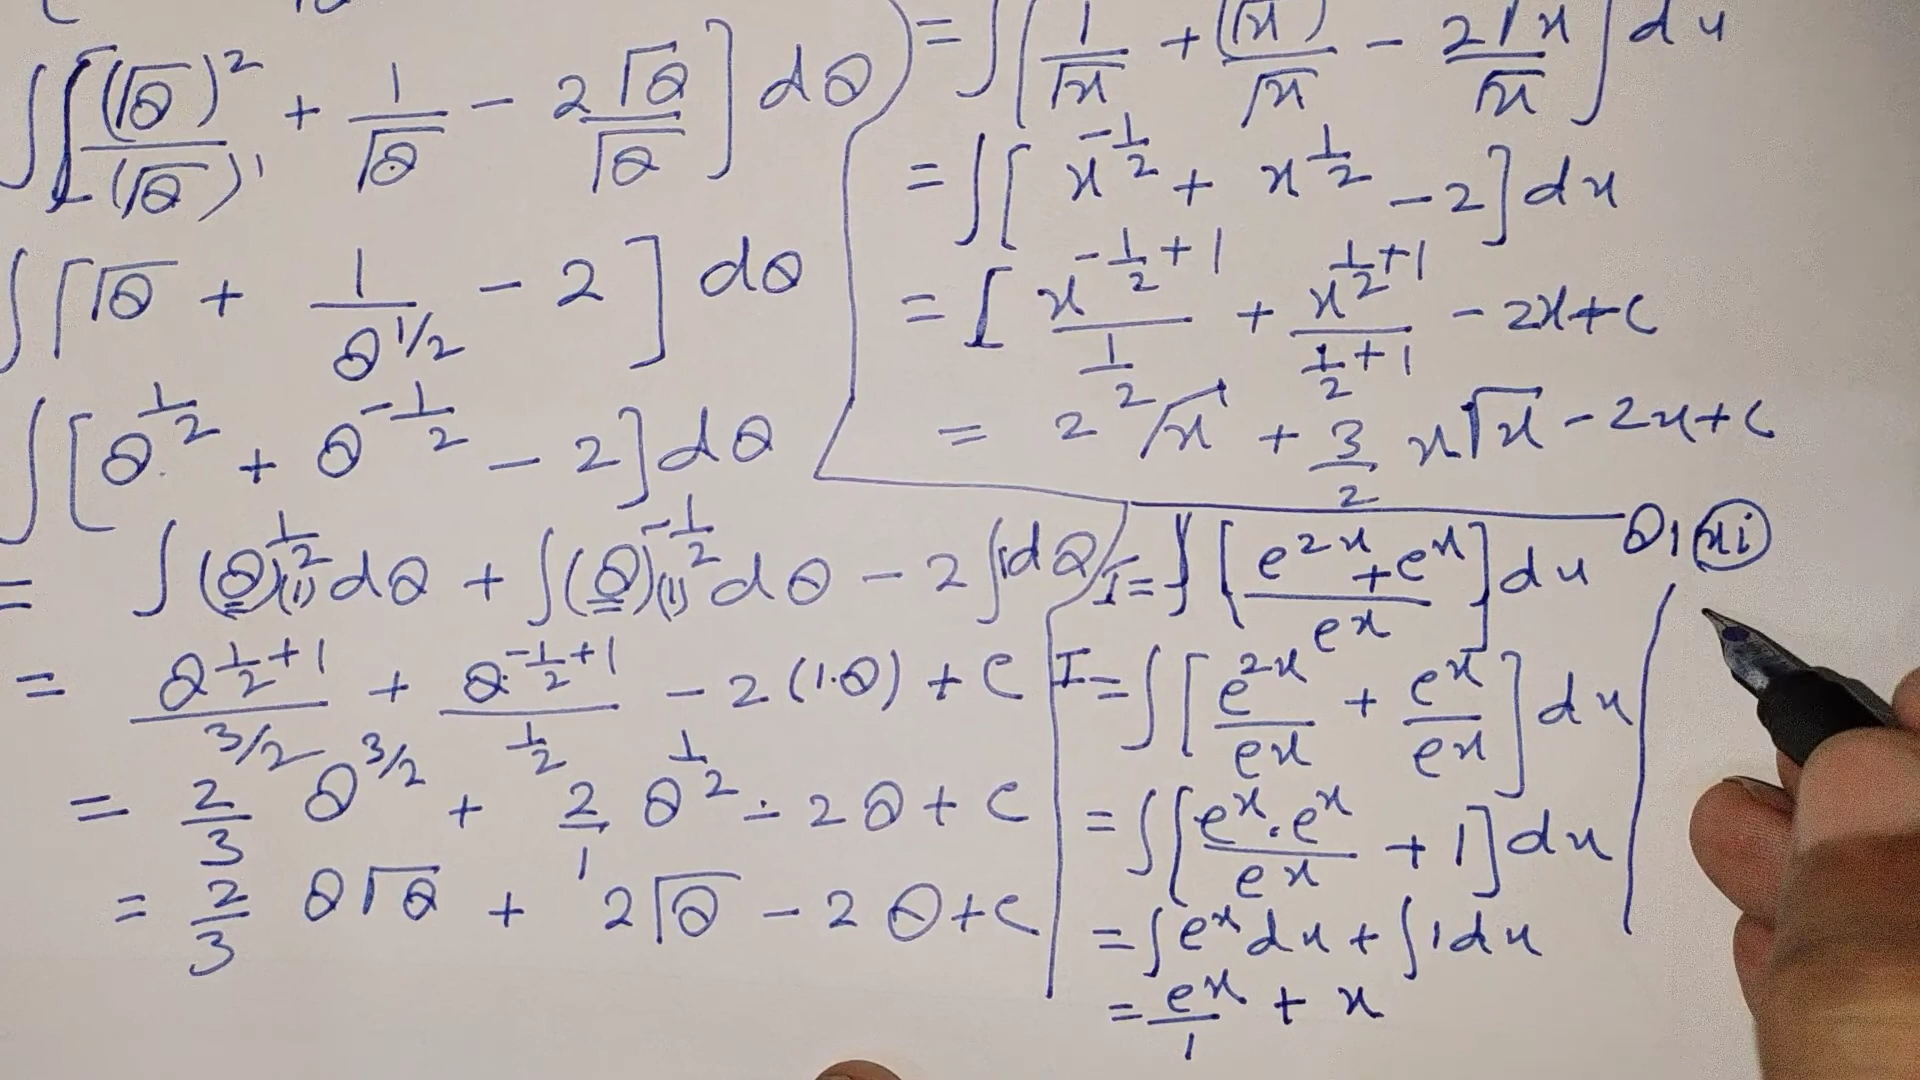 ∫[(√θ)²/(√θ)¹ + 1/√θ - 2√θ/√θ] dθ
∫[√θ + 1/θ^1/2 - 2] dθ
∫[θ^1/2 + θ^-1/2 - 2] dθ
= ∫(θ)^1/2(1) dθ + ∫(θ)^-1/2(1) dθ - 2∫1dθ
= θ^1/2+1 / 3/2 + θ^-1/2+1 / 1/2 - 2(1·θ) + c
= 2/3 θ^3/2 + 2/1 θ^1/2 - 2θ + c
= 2/3 θ√θ + 2√θ - 2θ + c
= ∫[1/√x + (√x)/√x - 2√x/√x] dx
= ∫[x^-1/2 + x^1/2 - 2] dx
= [x^-1/2+1 / 1/2 + x^1/2+1 / 1/2+1 - 2x + c
= 2 √x + 3/2 x√x - 2x + c
Q1 (xi)
I = ∫[e^2x + e^x / e^x] dx
I = ∫[e^2x/e^x + e^x/e^x] dx
= ∫[e^x·e^x/e^x + 1] dx
= ∫e^x dx + ∫1dx
= e^x/1 + x